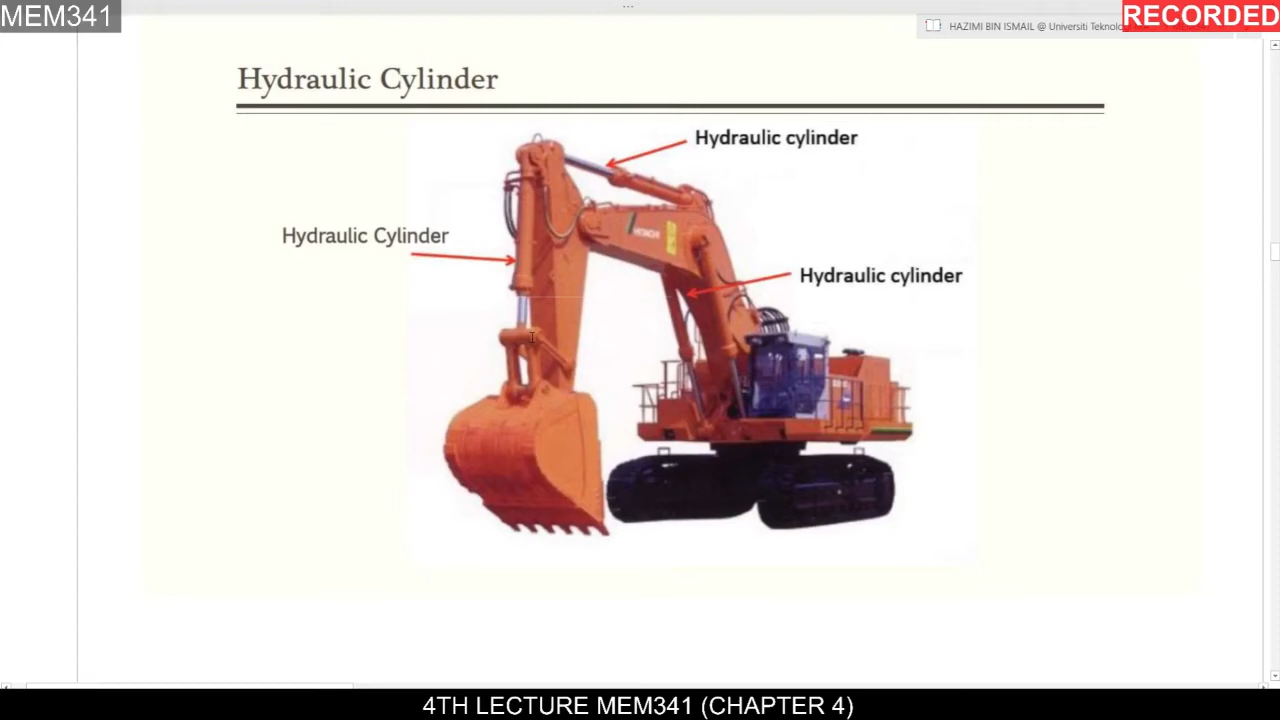 MEM341
RECORDED
HAZIMI BIN ISMAIL @ Universiti
Hydraulic Cylinder
Hydraulic cylinder
Hydraulic Cylinder
HITACHI
Hydraulic cylinder
4TH LECTURE MEM341 (CHAPTER 4)